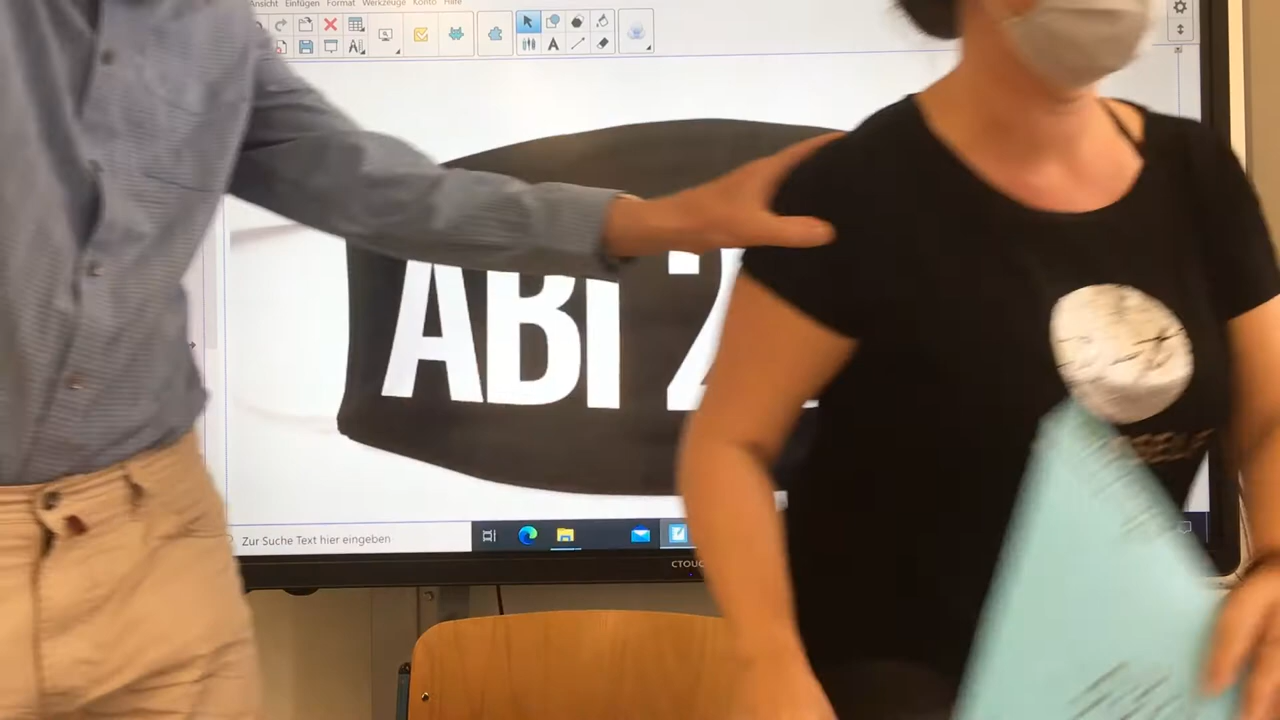 Ansicht Einfügen Format Werkzeuge Konto Hilfe
ABI 2
Zur Suche Text hier eingeben
CTOUC